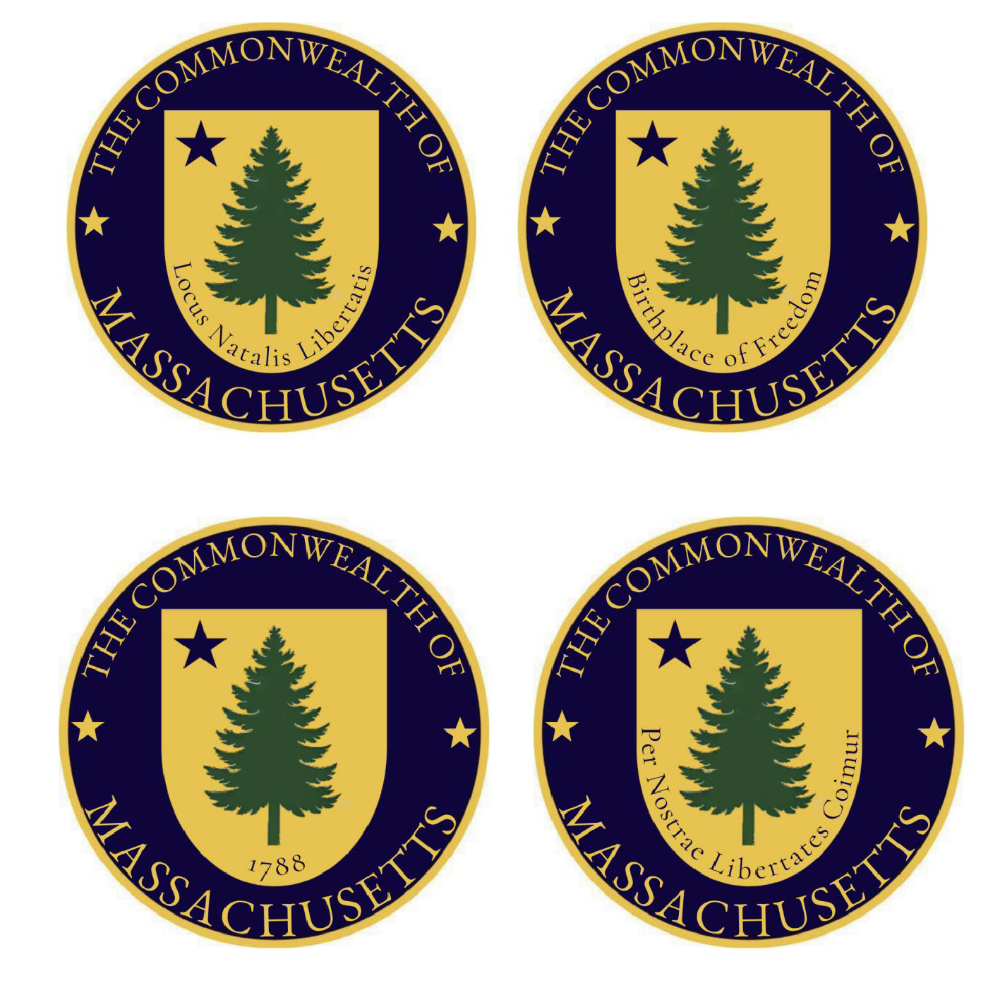 THE COMMONWEALTH OF
Locus Natalis Libertatis
MASSACHUSETTS
THE COMMONWEALTH OF
Birthplace of Freedom
MASSACHUSETTS
THE COMMONWEALTH OF
1788
MASSACHUSETTS
THE COMMONWEALTH OF
Per Nostrae Libertates Coimur
MASSACHUSETTS